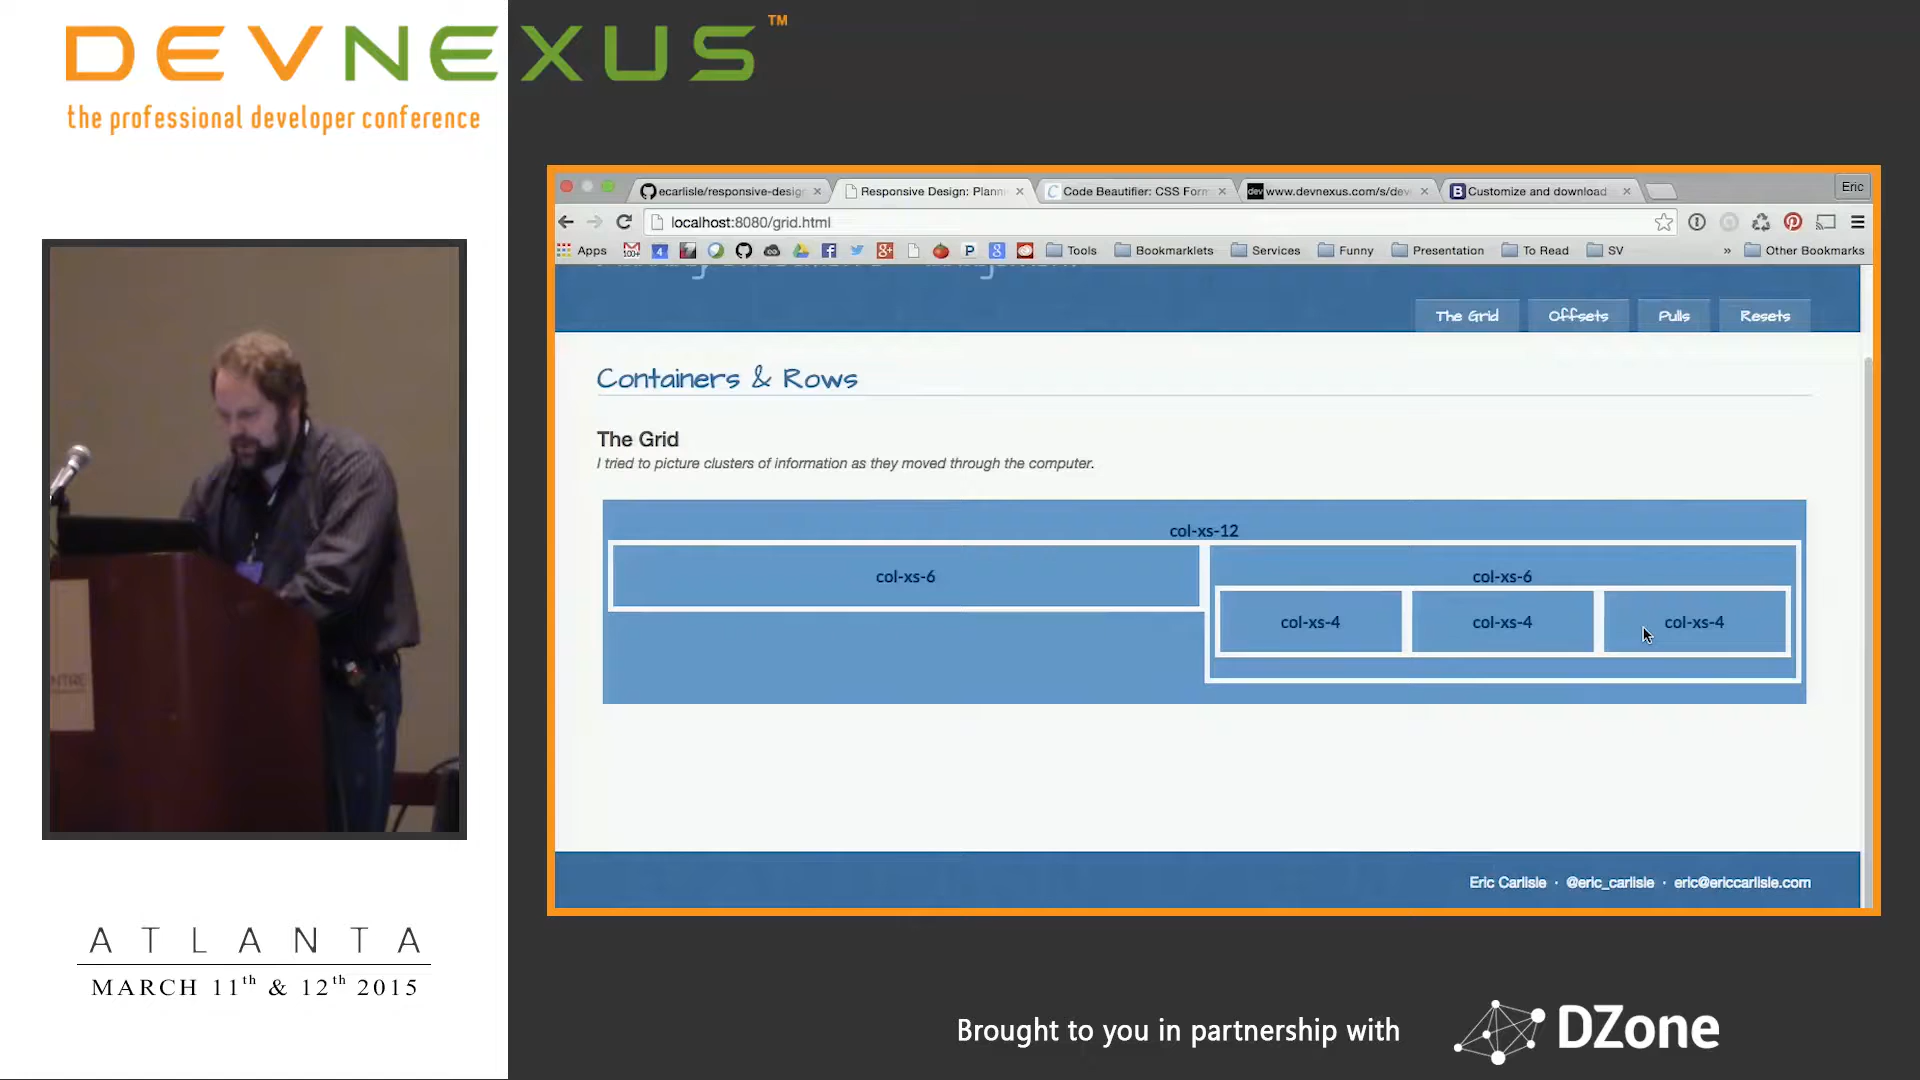 DEVNEXUS™
the professional developer conference
ecarlisle/responsive-desig
Responsive Design: Plann
Code Beautifier: CSS Form
dev www.devnexus.com/s/dev
B Customize and download
Eric
localhost:8080/grid.html
Apps
Tools
Bookmarklets
Services
Funny
Presentation
To Read
SV
»
Other Bookmarks
The Grid
Offsets
Pulls
Resets
Containers & Rows
The Grid
I tried to picture clusters of information as they moved through the computer.
col-xs-12
col-xs-6
col-xs-6
col-xs-4
col-xs-4
col-xs-4
Eric Carlisle · @eric_carlisle · eric@ericcarlisle.com
ATLANTA
MARCH 11th & 12th 2015
Brought to you in partnership with
DZone